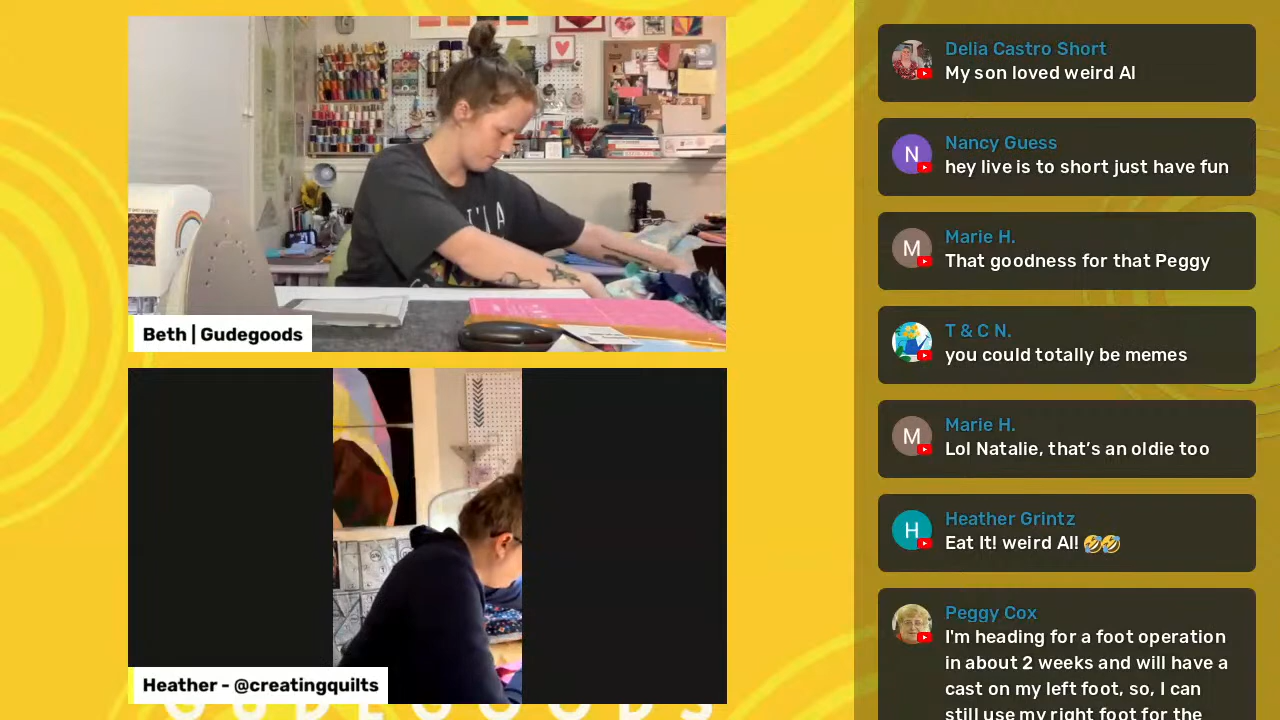 Beth | Gudegoods
Heather - @creatingquilts
GUDEGOODS
Delia Castro Short
My son loved weird Al
N
Nancy Guess
hey live is to short just have fun
M
Marie H.
That goodness for that Peggy
T & C N.
you could totally be memes
M
Marie H.
Lol Natalie, that’s an oldie too
H
Heather Grintz
Eat It! weird Al! 🤣🤣
Peggy Cox
I'm heading for a foot operation
in about 2 weeks and will have a
cast on my left foot, so, I can
still use my right foot for the